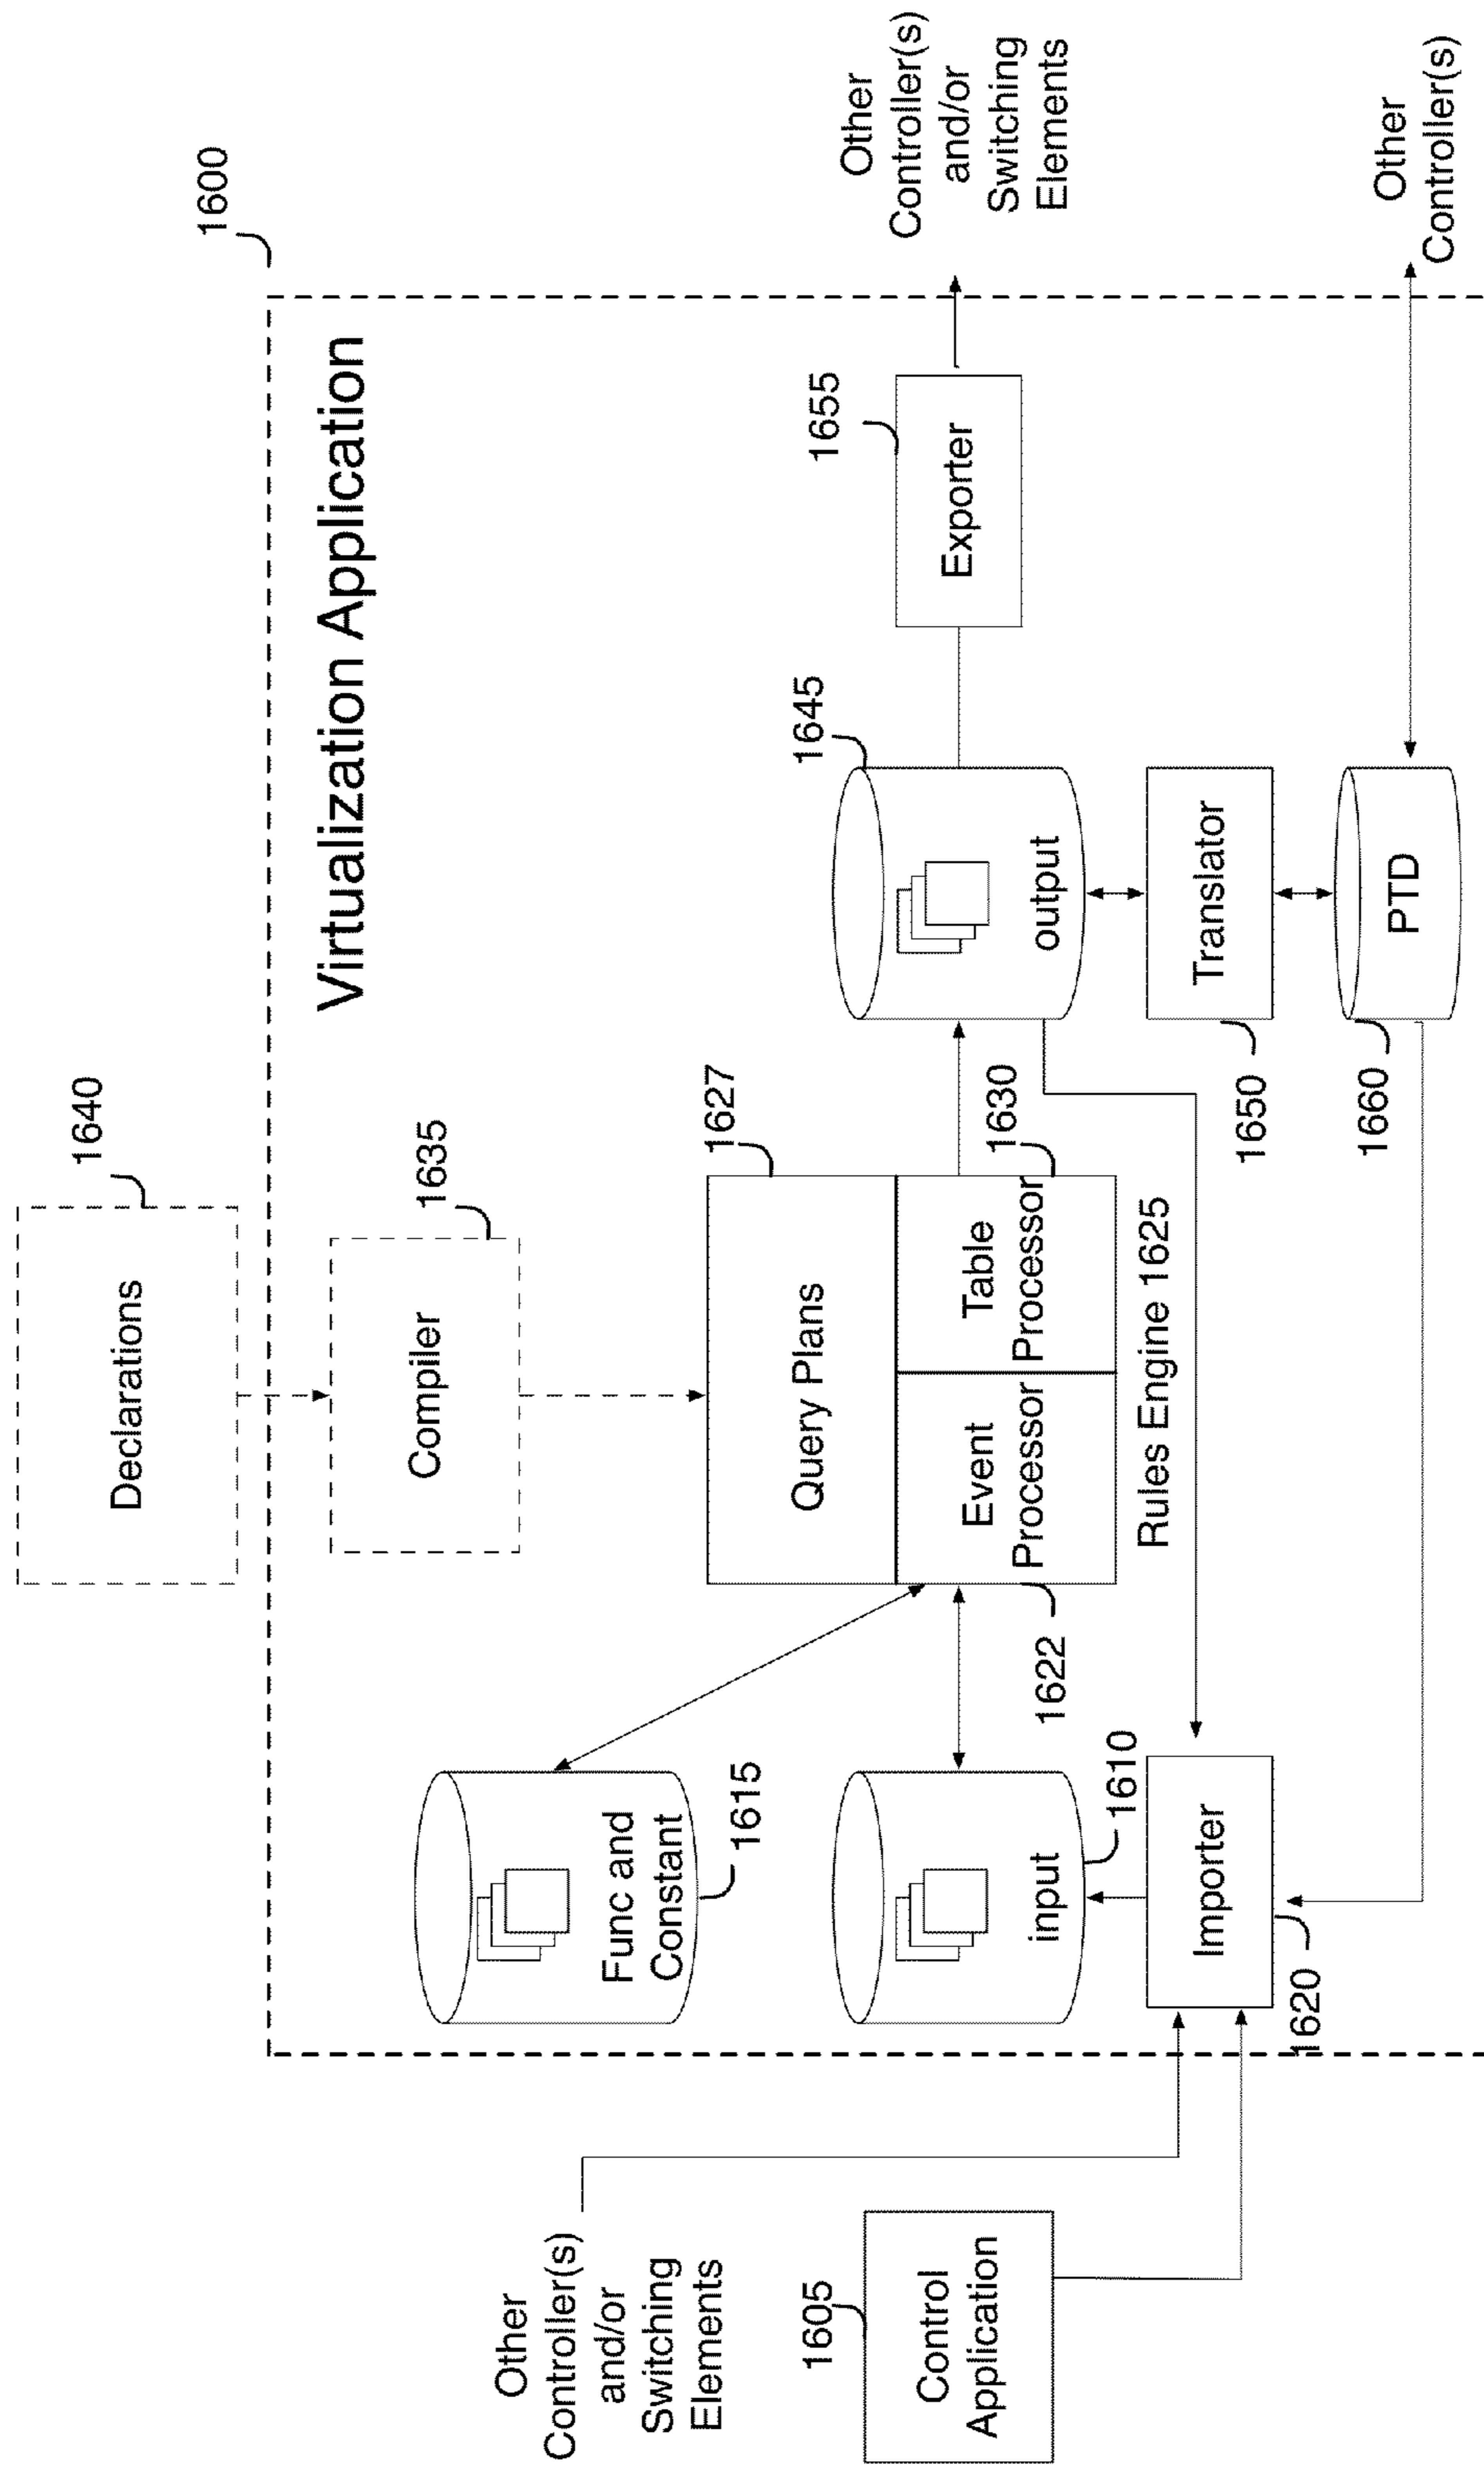 1640
Declarations
1600
Virtualization Application
1635
Compiler
Func and
Constant
1615
1627
Query Plans
Event
Processor
Table
Processor
1622
1630
Rules Engine 1625
input
1610
Importer
1620
output
1645
Exporter
1655
Translator
1650
PTD
1660
Other
Controller(s)
and/or
Switching
Elements
1605
Control
Application
Other
Controller(s)
and/or
Switching
Elements
Other
Controller(s)